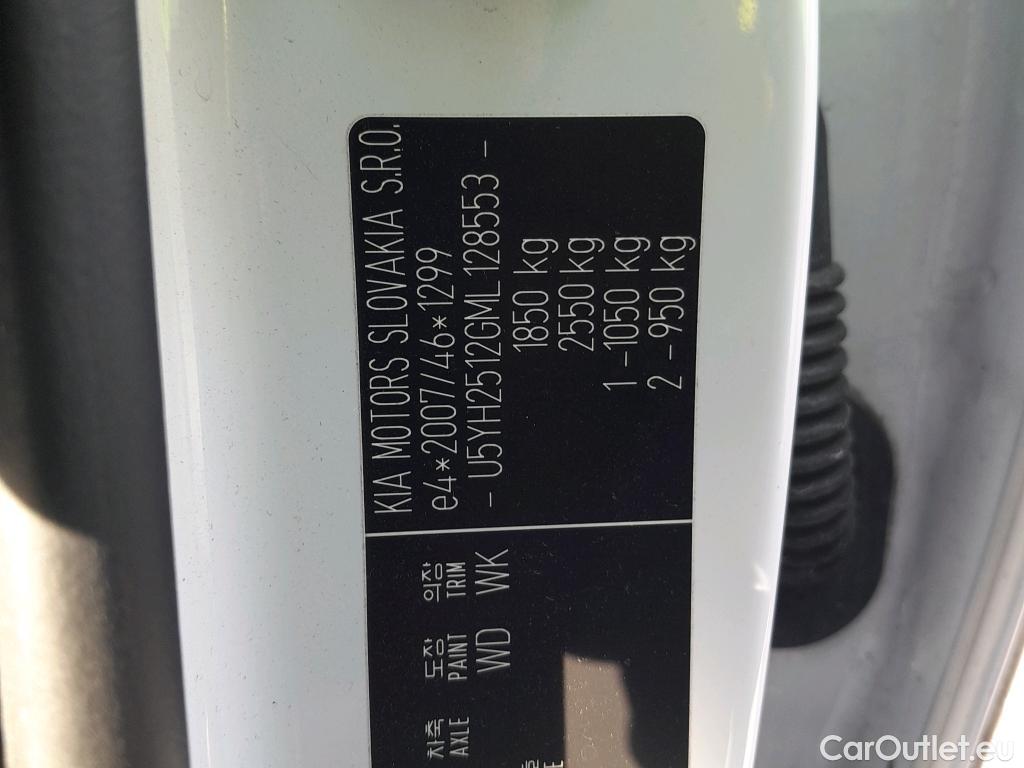 KIA MOTORS SLOVAKIA S.R.O.
e4*2007/46*1299
- U5YH2512GML128553 -
1850 kg
2550 kg
1 -1050 kg
2 -950 kg
차축 도장 의장
AXLE PAINT TRIM
WD WK
CarOutlet.eu